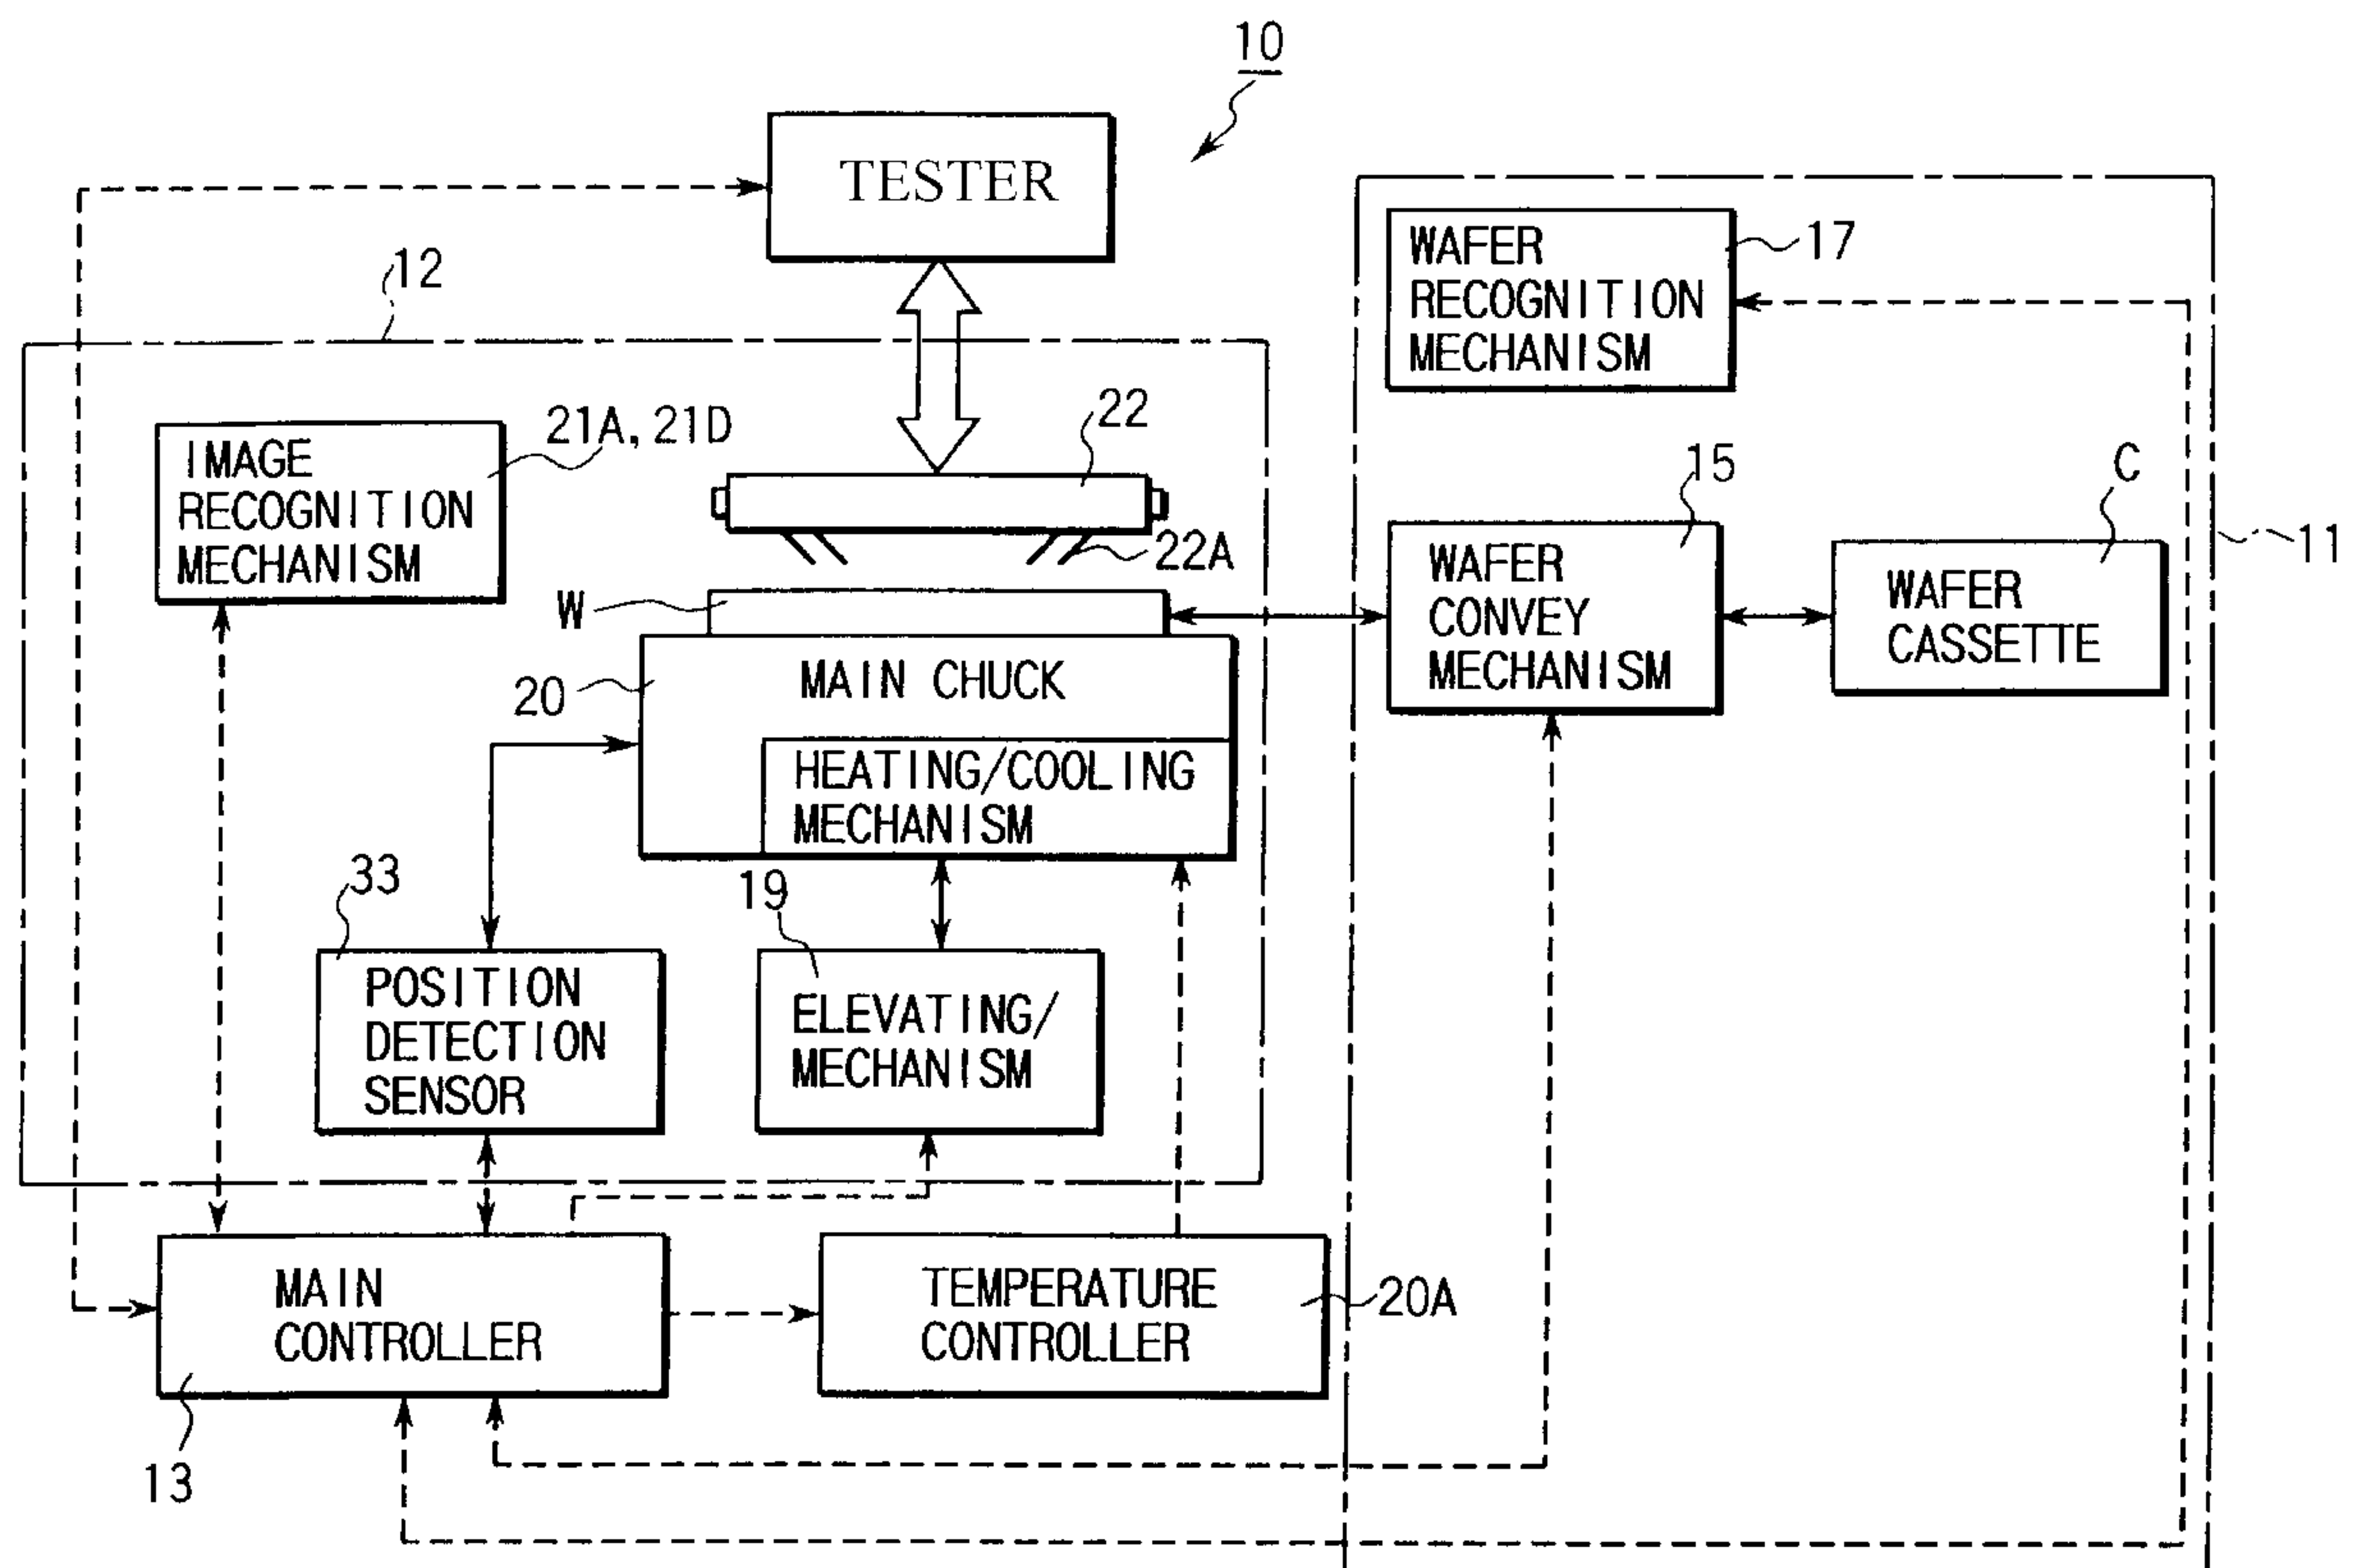 10
TESTER
12
WAFER
RECOGNITION
MECHANISM
17
21A, 21D
IMAGE
RECOGNITION
MECHANISM
22
22A
15
C
11
W
WAFER
CONVEY
MECHANISM
WAFER
CASSETTE
20
MAIN CHUCK
HEATING/COOLING
MECHANISM
33
19
POSITION
DETECTION
SENSOR
ELEVATING/
MECHANISM
MAIN
CONTROLLER
TEMPERATURE
CONTROLLER
20A
13